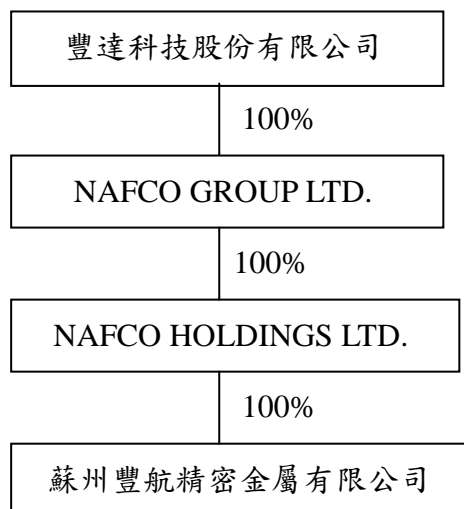 豐達科技股份有限公司
100%
NAFCO GROUP LTD.
100%
NAFCO HOLDINGS LTD.
100%
蘇州豐航精密金屬有限公司